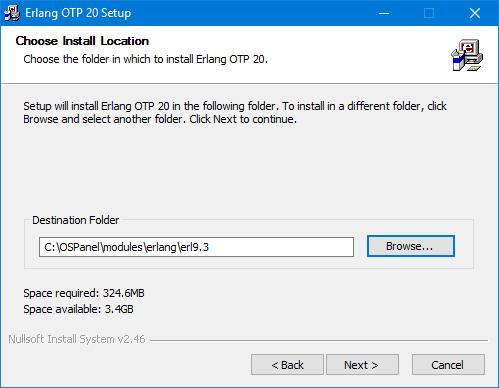 Erlang OTP 20 Setup
Choose Install Location
Choose the folder in which to install Erlang OTP 20.
Setup will install Erlang OTP 20 in the following folder. To install in a different folder, click
Browse and select another folder. Click Next to continue.
Destination Folder
C:\OSPanel\modules\erlang\erl9.3
Browse...
Space required: 324.6MB
Space available: 3.4GB
Nullsoft Install System v2.46
< Back Next > Cancel